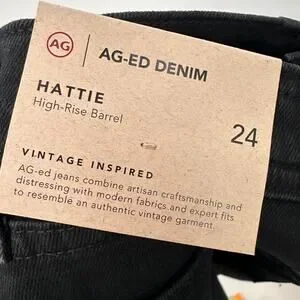 AG | AG-ED DENIM
HATTIE
High-Rise Barrel
24
VINTAGE INSPIRED
AG-ed jeans combine artisan craftsmanship and
distressing with modern fabrics and expert fits
to resemble an authentic vintage garment.